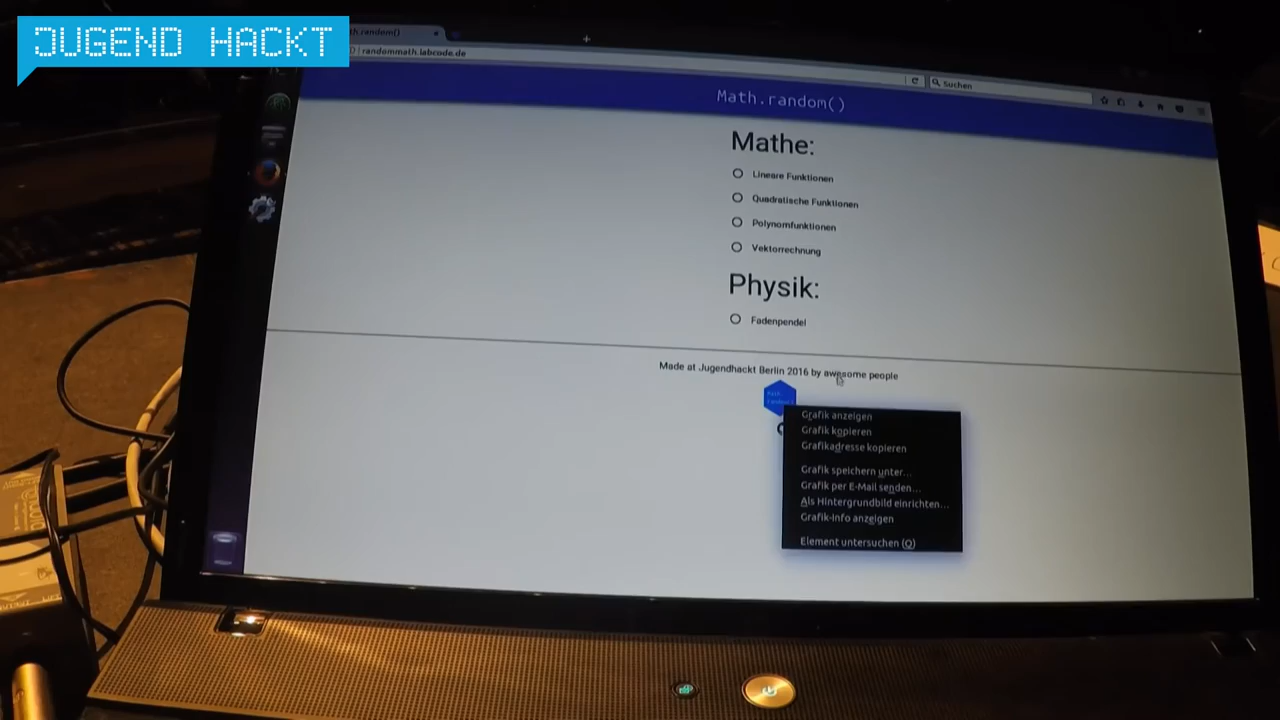 JUGEND HACKT
randommath.labcode.de
Suchen
Math.random()
Mathe:
Lineare Funktionen
Quadratische Funktionen
Polynomfunktionen
Vektorrechnung
Physik:
Fadenpendel
Made at Jugendhackt Berlin 2016 by awesome people
Grafik anzeigen
Grafik kopieren
Grafikadresse kopieren
Grafik speichern unter...
Grafik per E-Mail senden...
Als Hintergrundbild einrichten...
Grafik-Info anzeigen
Element untersuchen (Q)